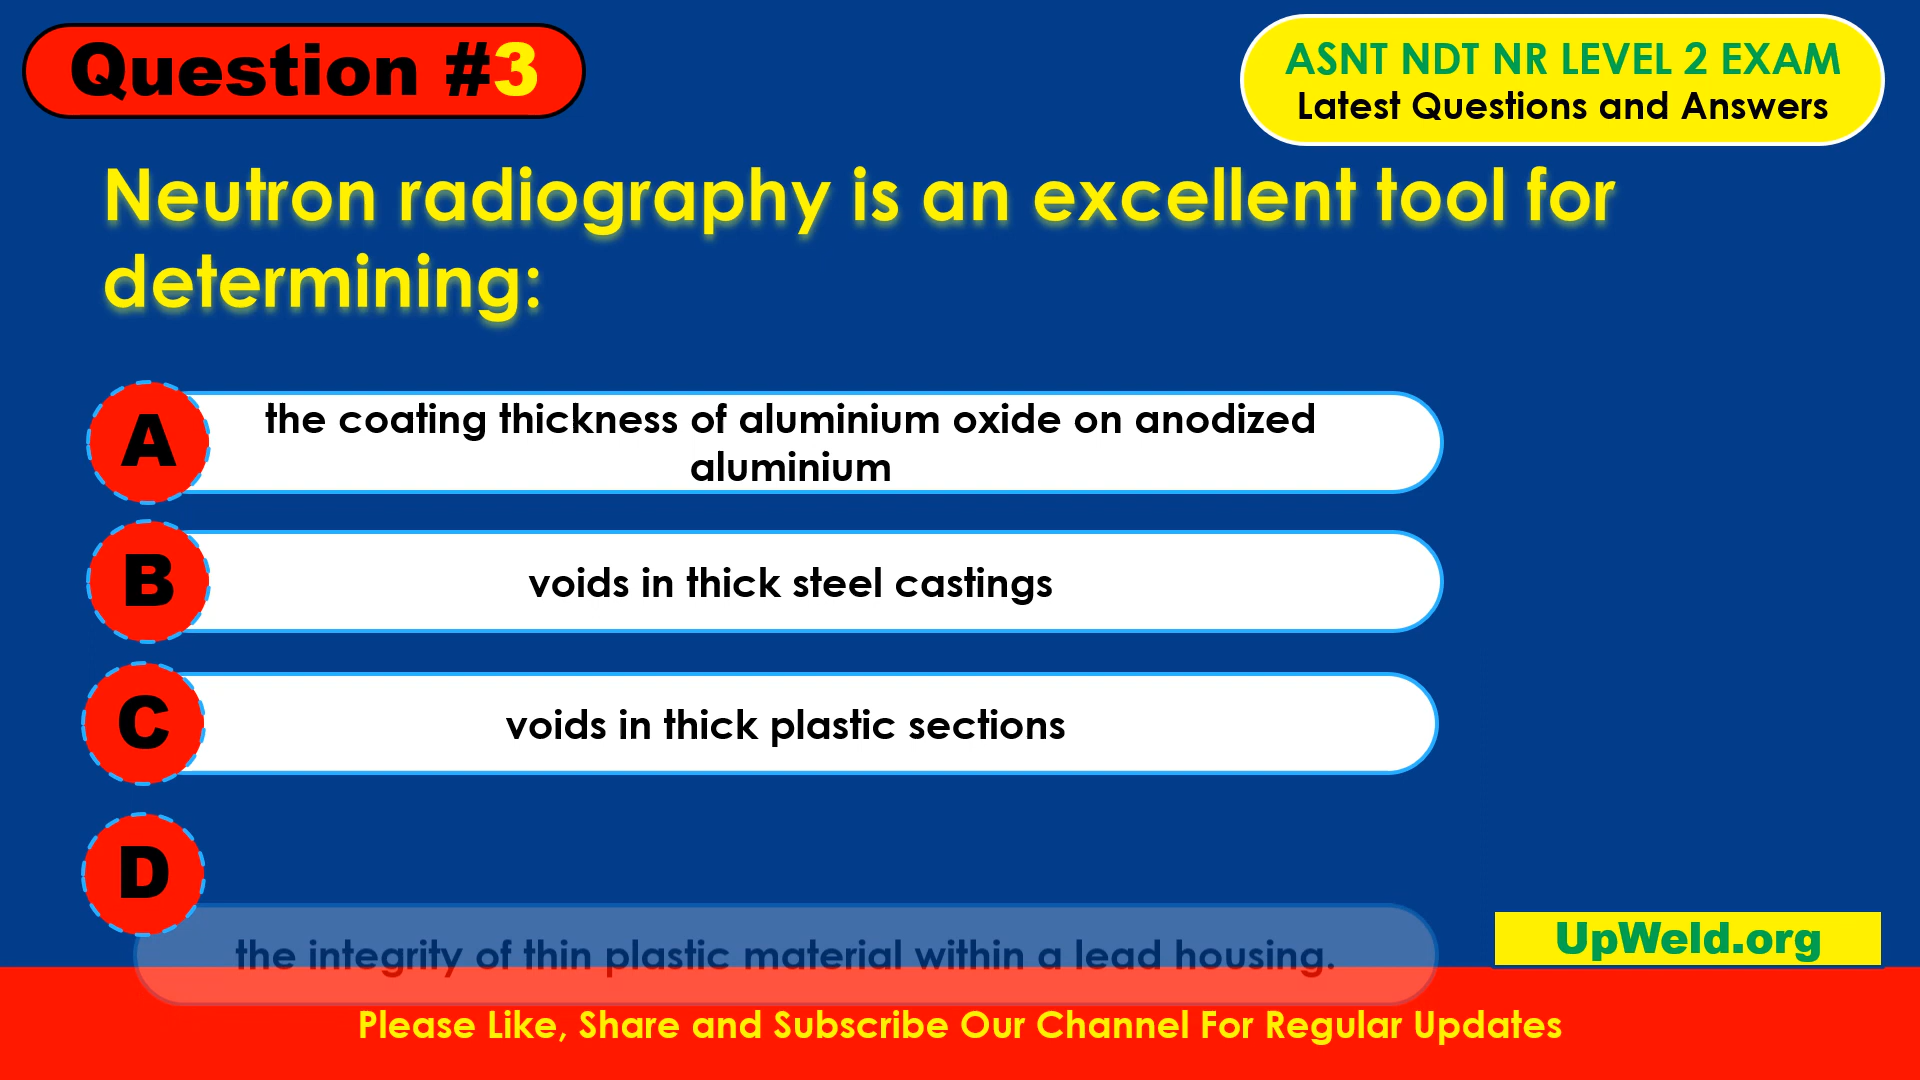 Question #3
ASNT NDT NR LEVEL 2 EXAM
Latest Questions and Answers
Neutron radiography is an excellent tool for
determining:
A
the coating thickness of aluminium oxide on anodized
aluminium
B
voids in thick steel castings
C
voids in thick plastic sections
D
the integrity of thin plastic material within a lead housing.
UpWeld.org
Please Like, Share and Subscribe Our Channel For Regular Updates